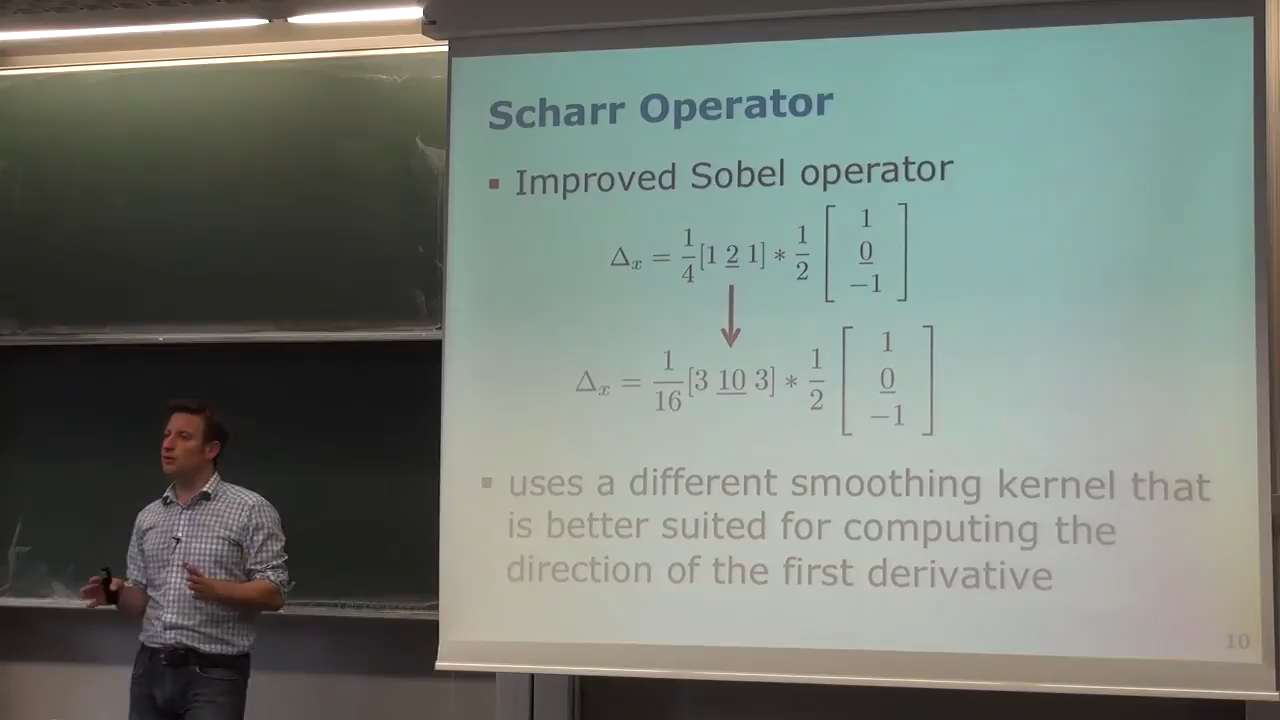 Scharr Operator
▪ Improved Sobel operator
Δₓ = 1/4 [1 2 1] * 1/2 [1 0 −1]
Δₓ = 1/16 [3 10 3] * 1/2 [1 0 −1]
▪ uses a different smoothing kernel that
is better suited for computing the
direction of the first derivative
10